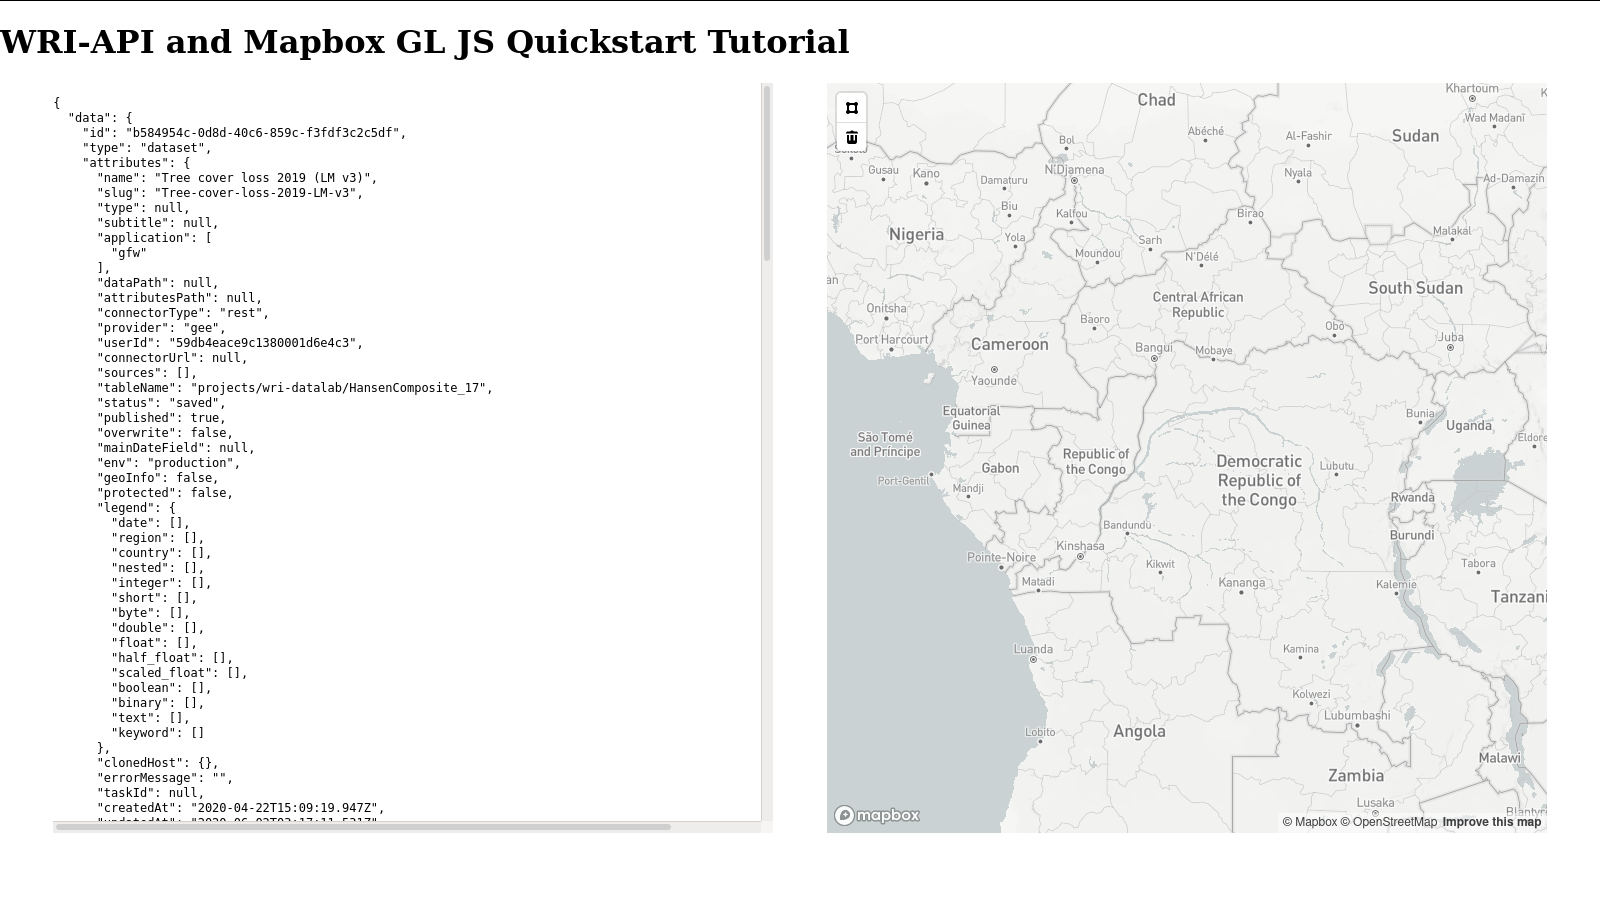 WRI-API and Mapbox GL JS Quickstart Tutorial
{
"data": {
"id": "b584954c-0d8d-40c6-859c-f3fdf3c2c5df",
"type": "dataset",
"attributes": {
"name": "Tree cover loss 2019 (LM v3)",
"slug": "Tree-cover-loss-2019-LM-v3",
"type": null,
"subtitle": null,
"application": [
"gfw"
],
"dataPath": null,
"attributesPath": null,
"connectorType": "rest",
"provider": "gee",
"userId": "59db4eace9c1380001d6e4c3",
"connectorUrl": null,
"sources": [],
"tableName": "projects/wri-datalab/HansenComposite_17",
"status": "saved",
"published": true,
"overwrite": false,
"mainDateField": null,
"env": "production",
"geoInfo": false,
"protected": false,
"legend": {
"date": [],
"region": [],
"country": [],
"nested": [],
"integer": [],
"short": [],
"byte": [],
"double": [],
"float": [],
"half_float": [],
"scaled_float": [],
"boolean": [],
"binary": [],
"text": [],
"keyword": []
},
"clonedHost": {},
"errorMessage": "",
"taskId": null,
"createdAt": "2020-04-22T15:09:19.947Z",
Chad
Khartoum
Wad Madani
Bol
Abéché
Al-Fashir
Sudan
Gusau
Kano
Damaturu
N'Djamena
Nyala
Ad-Damazin
Biu
Kalfou
Birao
Nigeria
Yola
Sarh
Malakal
Moundou
N'Délé
South Sudan
Central African
Republic
Onitsha
Baoro
Obo
Port Harcourt
Cameroon
Bangui
Mobaye
Juba
Yaounde
Equatorial
Guinea
Bunia
Uganda
São Tomé
and Príncipe
Republic of
the Congo
Democratic
Republic of
the Congo
Lubutu
Eldore
Gabon
Port-Gentil
Mandji
Rwanda
Bandundu
Burundi
Kinshasa
Pointe-Noire
Kikwit
Tabora
Matadi
Kananga
Kalemie
Tanzani
Luanda
Kamina
Kolwezi
Lubumbashi
Lobito
Angola
Malawi
Zambia
Lusaka
Blantyre
mapbox
© Mapbox © OpenStreetMap Improve this map